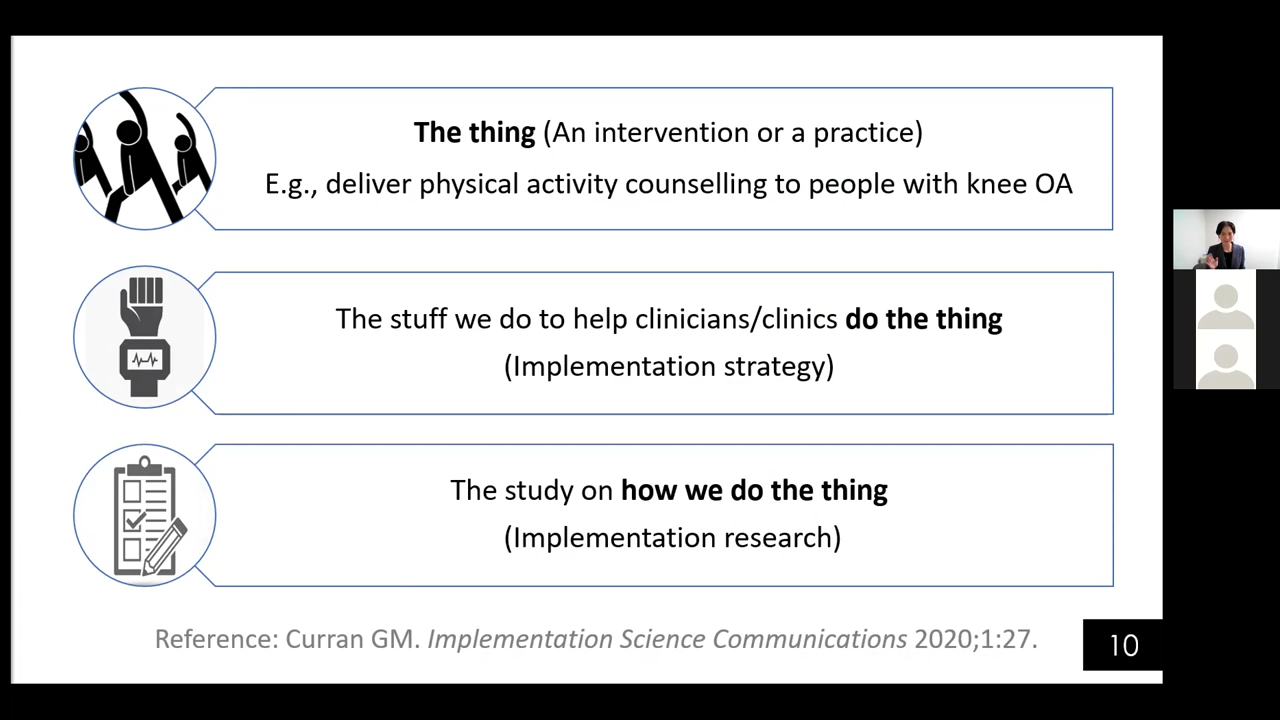 The thing (An intervention or a practice)
E.g., deliver physical activity counselling to people with knee OA
The stuff we do to help clinicians/clinics do the thing
(Implementation strategy)
The study on how we do the thing
(Implementation research)
Reference: Curran GM. Implementation Science Communications 2020;1:27.
10